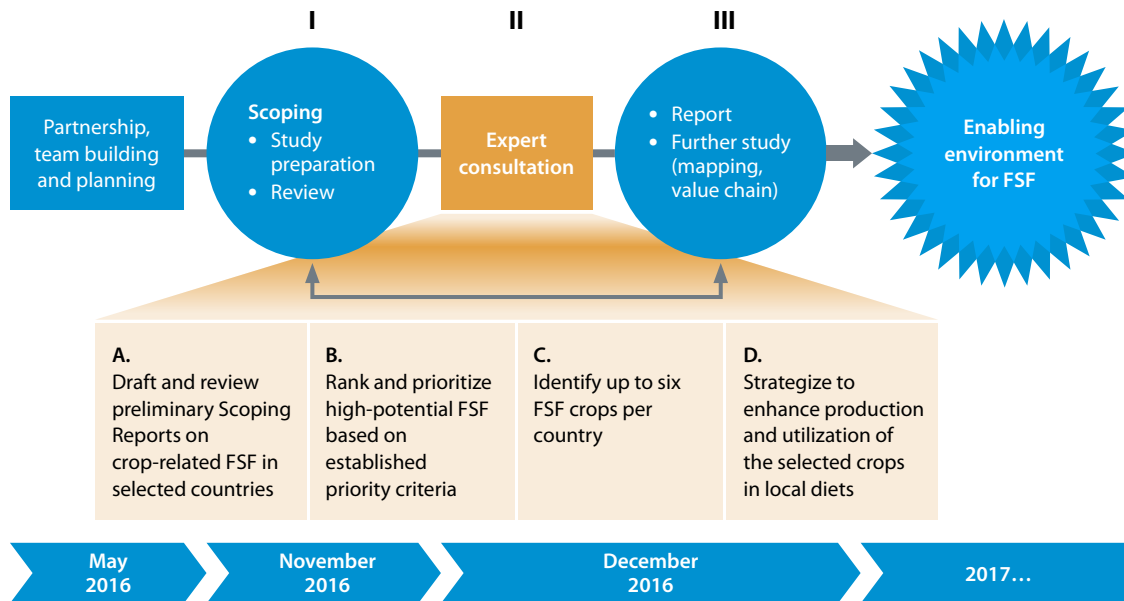 I
II
III
Partnership,
team building
and planning
Scoping
• Study
preparation
• Review
Expert
consultation
• Report
• Further study
(mapping,
value chain)
Enabling
environment
for FSF
A.
Draft and review
preliminary Scoping
Reports on
crop-related FSF in
selected countries
B.
Rank and prioritize
high-potential FSF
based on
established
priority criteria
C.
Identify up to six
FSF crops per
country
D.
Strategize to
enhance production
and utilization of
the selected crops
in local diets
May
2016
November
2016
December
2016
2017...